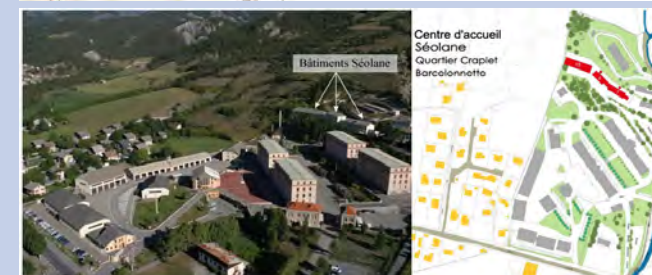 Bâtiments Séolane
Centre d'accueil
Séolane
Quartier Craplet
Barcelonnette